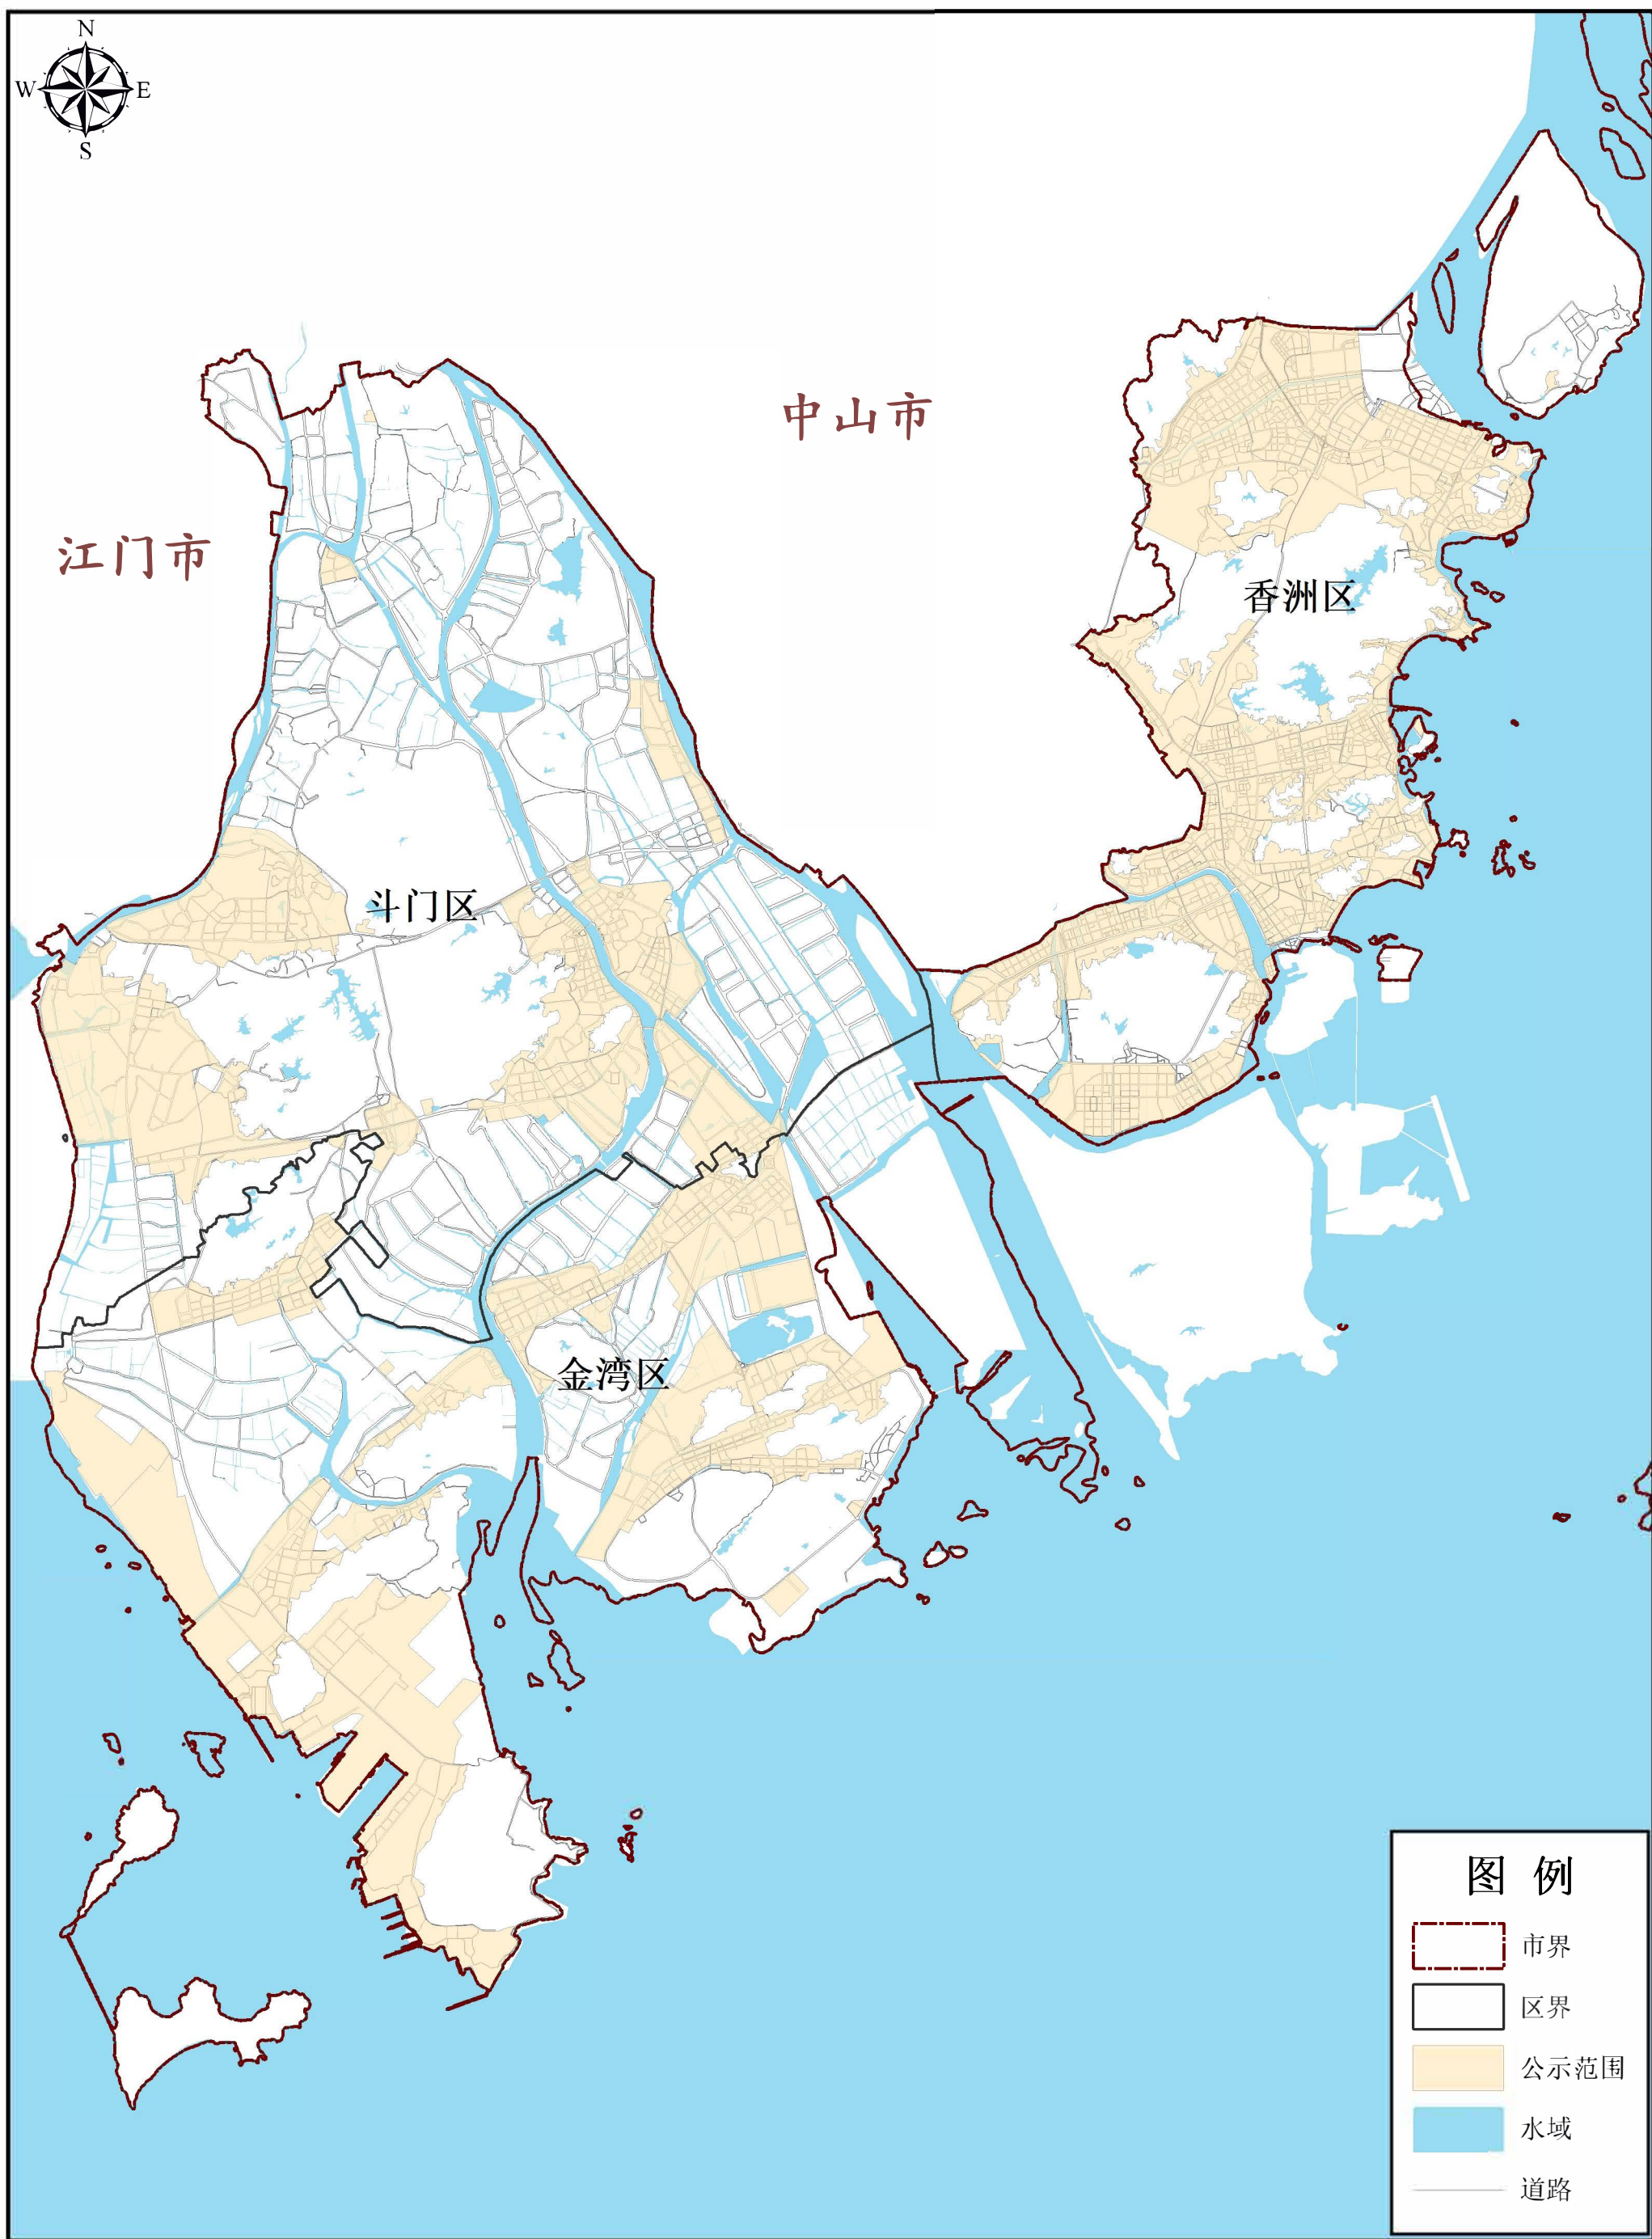 N
W
E
S
中山市
江门市
香洲区
斗门区
金湾区
图 例
市界
区界
公示范围
水域
道路